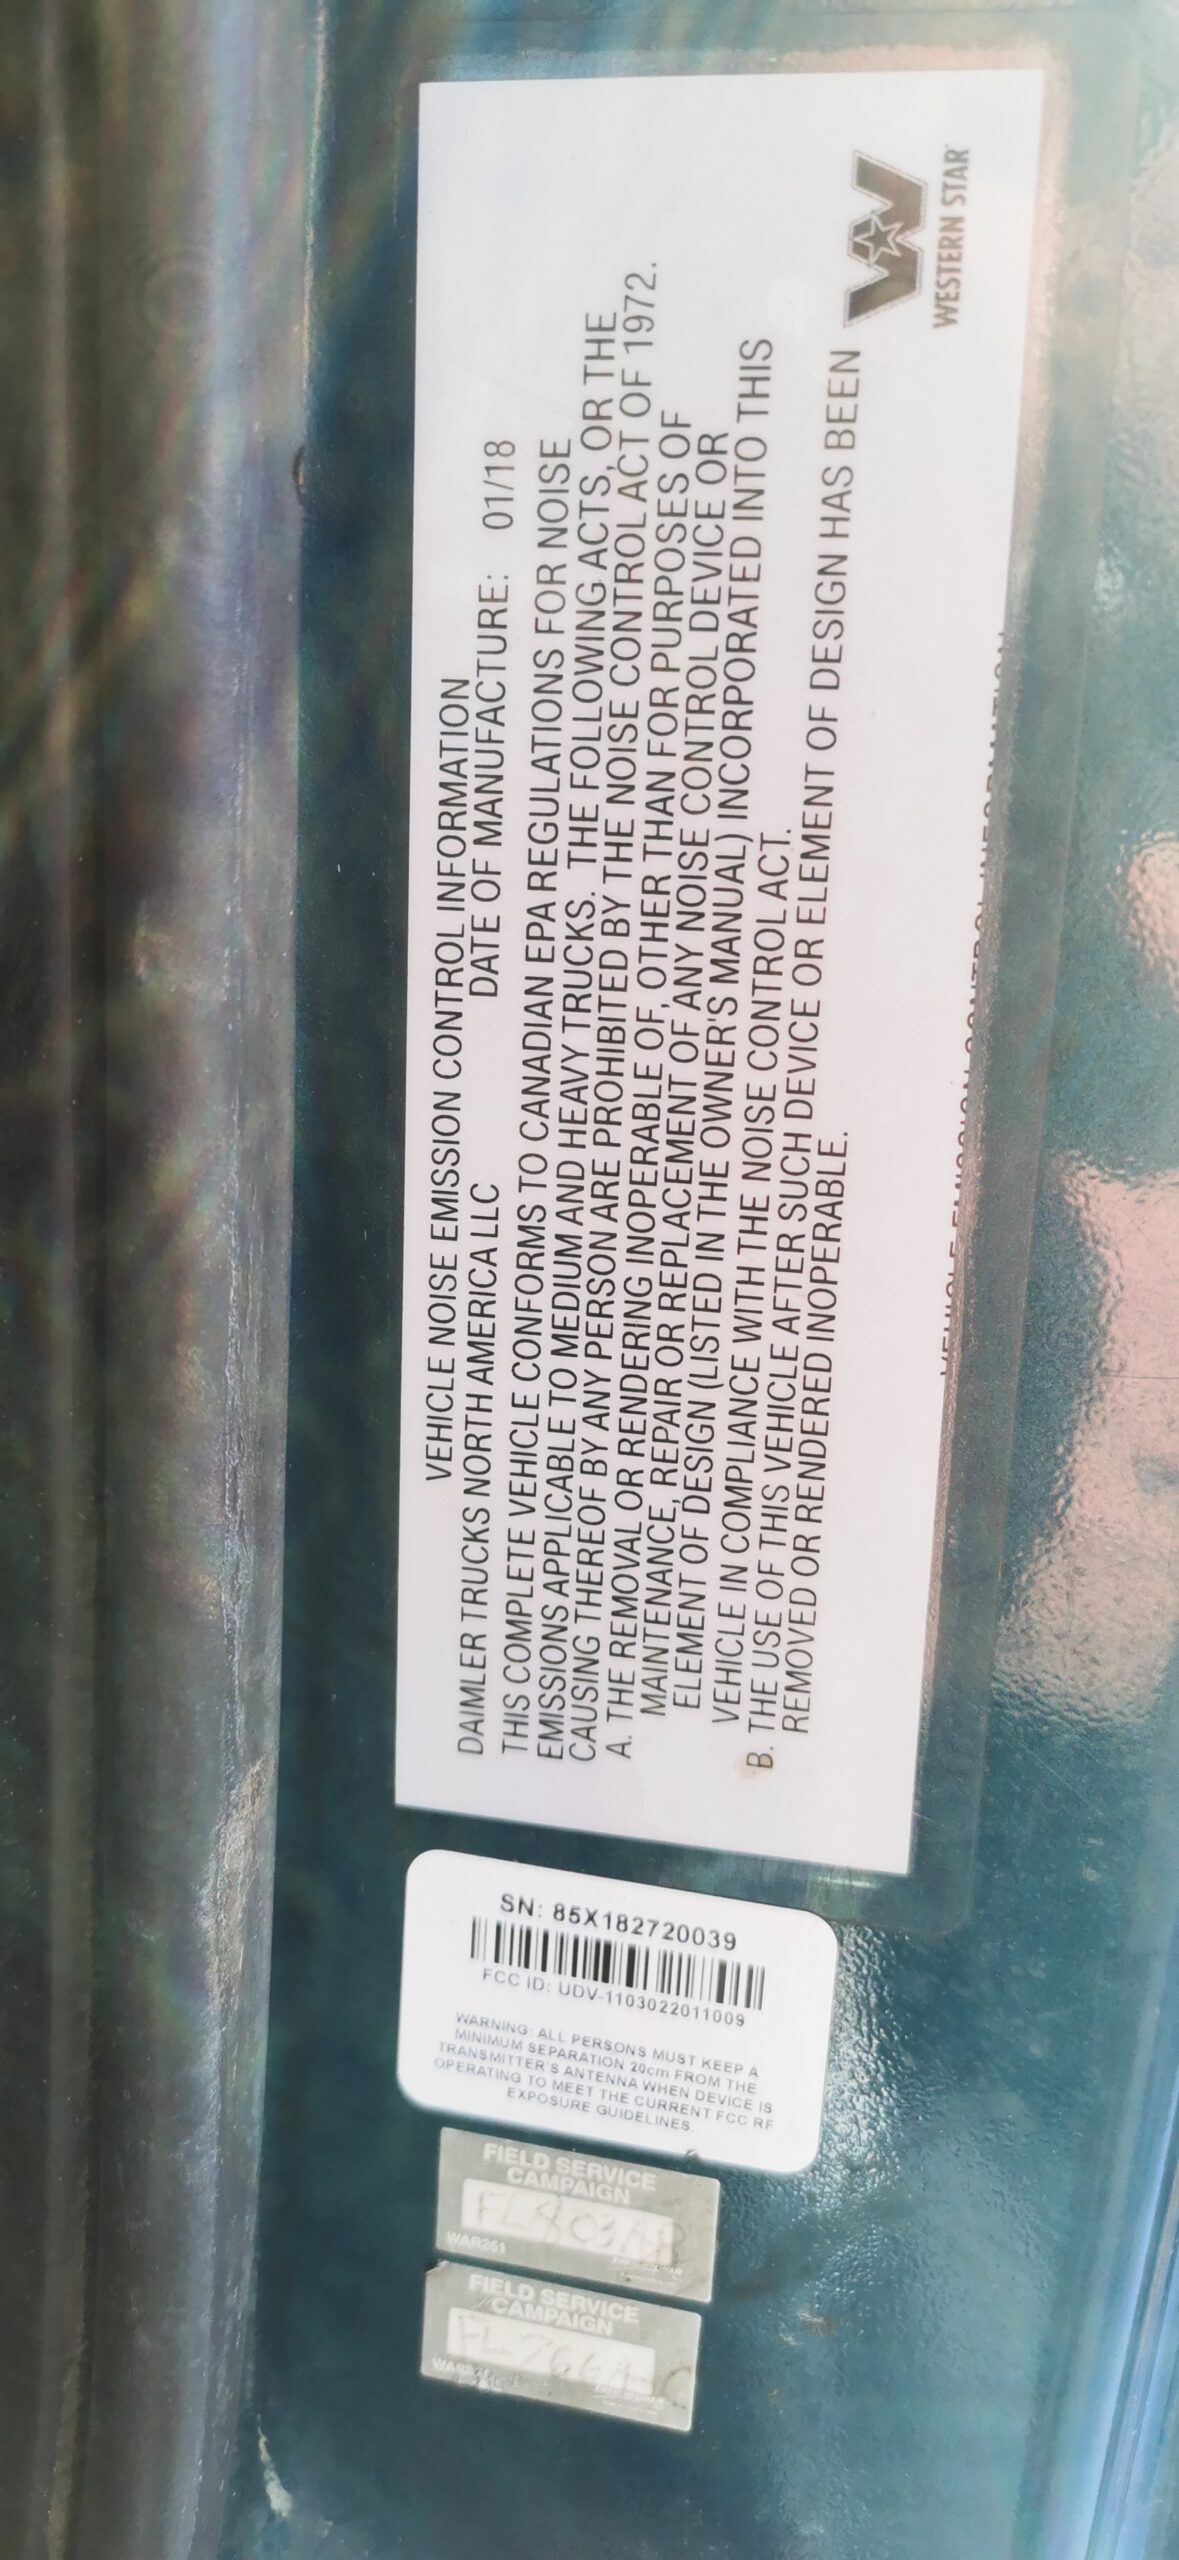 VEHICLE NOISE EMISSION CONTROL INFORMATION
DAIMLER TRUCKS NORTH AMERICA LLC DATE OF MANUFACTURE: 01/18
THIS COMPLETE VEHICLE CONFORMS TO CANADIAN EPA REGULATIONS FOR NOISE
EMISSIONS APPLICABLE TO MEDIUM AND HEAVY TRUCKS. THE FOLLOWING ACTS, OR THE
CAUSING THEREOF BY ANY PERSON ARE PROHIBITED BY THE NOISE CONTROL ACT OF 1972.
A. THE REMOVAL OR RENDERING INOPERABLE OF, OTHER THAN FOR PURPOSES OF
MAINTENANCE, REPAIR OR REPLACEMENT OF ANY NOISE CONTROL DEVICE OR
ELEMENT OF DESIGN (LISTED IN THE OWNER'S MANUAL) INCORPORATED INTO THIS
VEHICLE IN COMPLIANCE WITH THE NOISE CONTROL ACT.
B. THE USE OF THIS VEHICLE AFTER SUCH DEVICE OR ELEMENT OF DESIGN HAS BEEN
REMOVED OR RENDERED INOPERABLE.
WESTERN STAR
VEHICLE EMISSION CONTROL INFORMATION
SN: 85X182720039
FCC ID: UDV-1103022011009
WARNING: ALL PERSONS MUST KEEP A
MINIMUM SEPARATION 20cm FROM THE
TRANSMITTER'S ANTENNA WHEN DEVICE IS
OPERATING TO MEET THE CURRENT FCC RF
EXPOSURE GUIDELINES.
FIELD SERVICE
CAMPAIGN
WAR261
FIELD SERVICE
CAMPAIGN